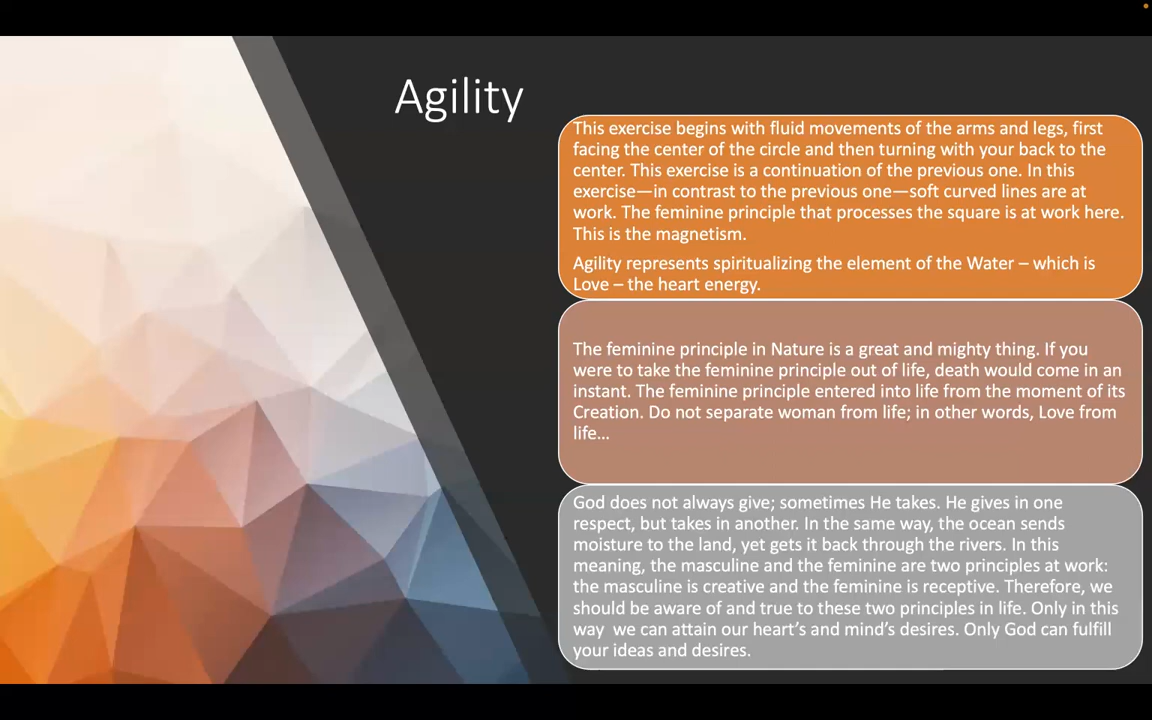 Agility
This exercise begins with fluid movements of the arms and legs, first
facing the center of the circle and then turning with your back to the
center. This exercise is a continuation of the previous one. In this
exercise—in contrast to the previous one—soft curved lines are at
work. The feminine principle that processes the square is at work here.
This is the magnetism.
Agility represents spiritualizing the element of the Water – which is
Love – the heart energy.
The feminine principle in Nature is a great and mighty thing. If you
were to take the feminine principle out of life, death would come in an
instant. The feminine principle entered into life from the moment of its
Creation. Do not separate woman from life; in other words, Love from
life…
God does not always give; sometimes He takes. He gives in one
respect, but takes in another. In the same way, the ocean sends
moisture to the land, yet gets it back through the rivers. In this
meaning, the masculine and the feminine are two principles at work:
the masculine is creative and the feminine is receptive. Therefore, we
should be aware of and true to these two principles in life. Only in this
way  we can attain our heart’s and mind’s desires. Only God can fulfill
your ideas and desires.